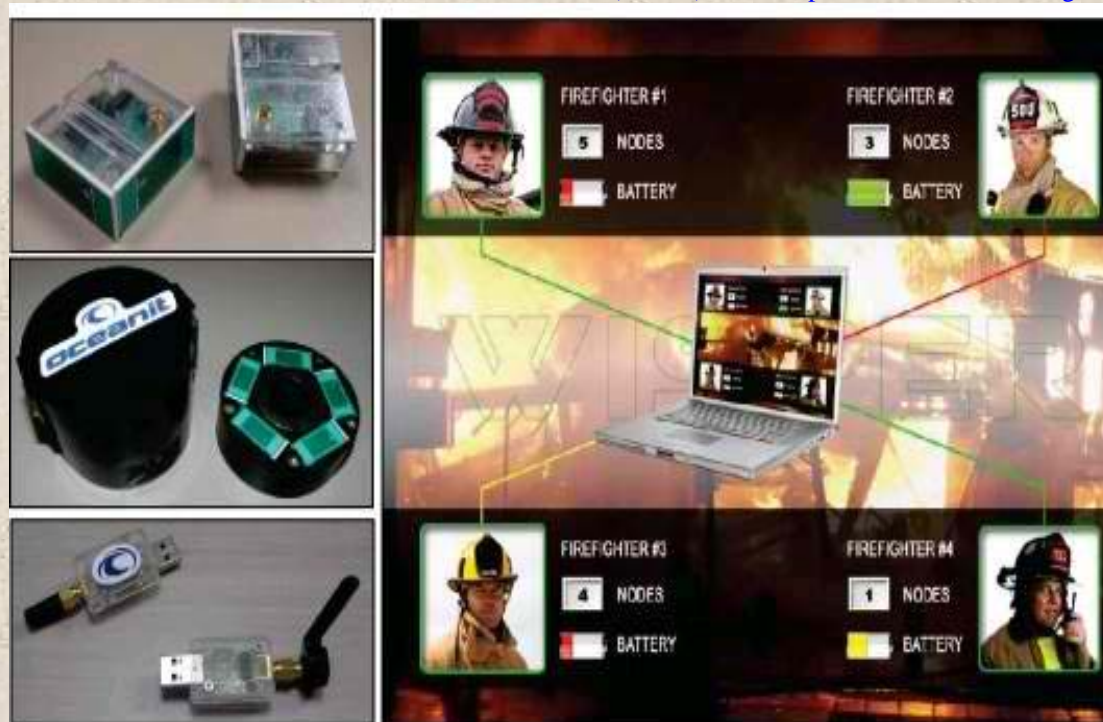 oceanit
FIREFIGHTER #1
5 NODES
BATTERY
FIREFIGHTER #2
3 NODES
BATTERY
WISPER
FIREFIGHTER #3
4 NODES
BATTERY
FIREFIGHTER #4
1 NODES
BATTERY